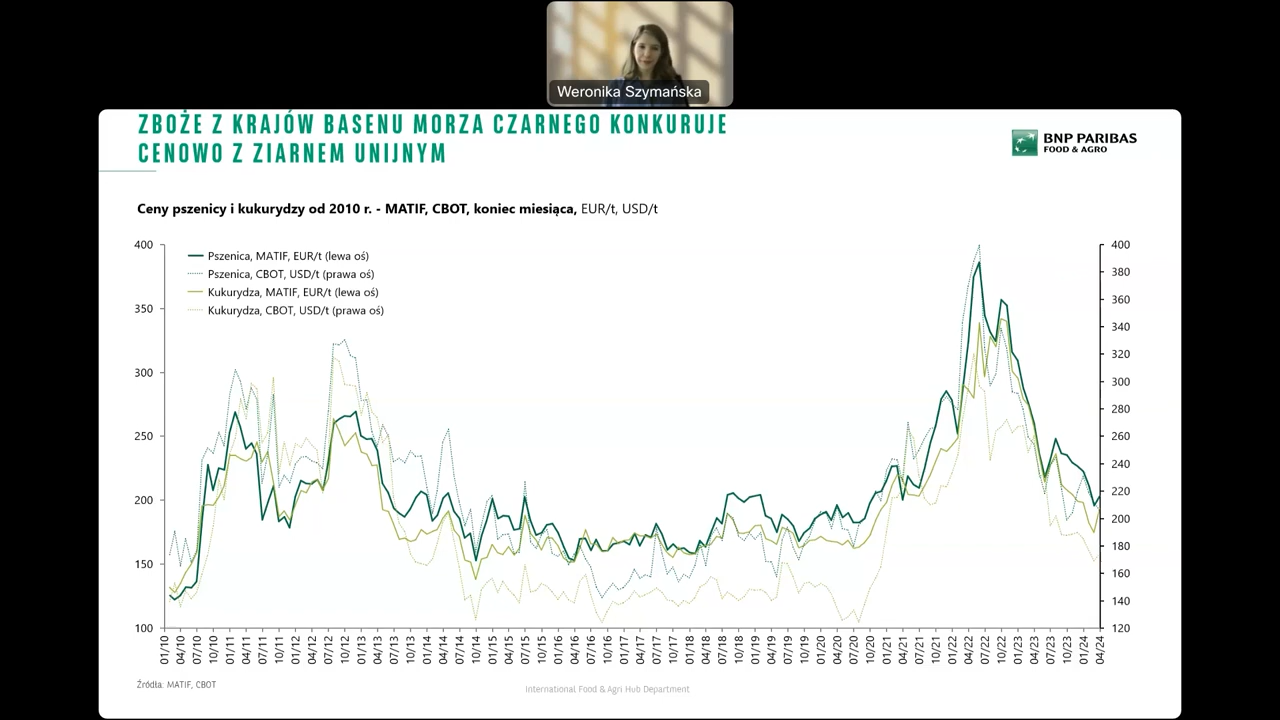 Weronika Szymańska
ZBOŻE Z KRAJÓW BASENU MORZA CZARNEGO KONKURUJE
CENOWO Z ZIARNEM UNIJNYM
BNP PARIBAS
FOOD & AGRO
Ceny pszenicy i kukurydzy od 2010 r. - MATIF, CBOT, koniec miesiąca, EUR/t, USD/t
Pszenica, MATIF, EUR/t (lewa oś)
Pszenica, CBOT, USD/t (prawa oś)
Kukurydza, MATIF, EUR/t (lewa oś)
Kukurydza, CBOT, USD/t (prawa oś)
400
350
300
250
200
150
100
400
380
360
340
320
300
280
260
240
220
200
180
160
140
120
01/10 04/10 07/10 10/10 01/11 04/11 07/11 10/11 01/12 04/12 07/12 10/12 01/13 04/13 07/13 10/13 01/14 04/14 07/14 10/14 01/15 04/15 07/15 10/15 01/16 04/16 07/16 10/16 01/17 04/17 07/17 10/17 01/18 04/18 07/18 10/18 01/19 04/19 07/19 10/19 01/20 04/20 07/20 10/20 01/21 04/21 07/21 10/21 01/22 04/22 07/22 10/22 01/23 04/23 07/23 10/23 01/24 04/24
Źródła: MATIF, CBOT
International Food & Agri Hub Department